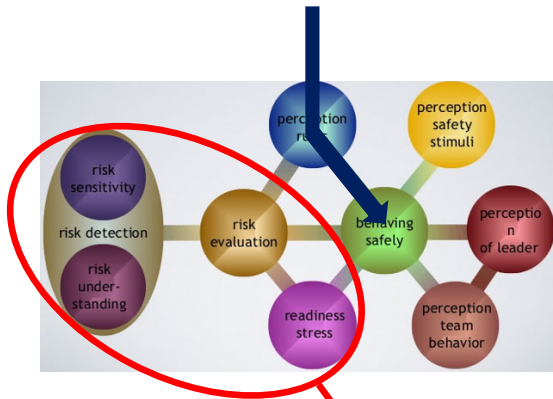 perception
perception
safety
stimuli
risk
sensitivity
risk detection
risk
under-
standing
risk
evaluation
behaving
safely
perceptio
n
of leader
readiness
stress
perception
team
behavior